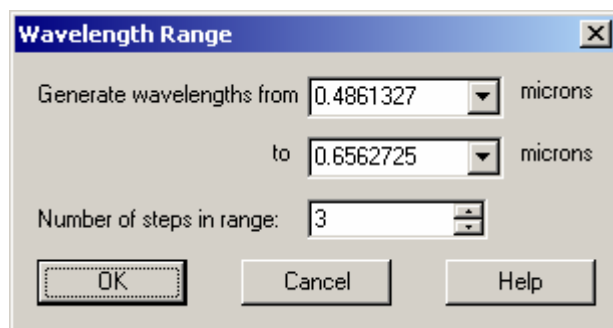 Wavelength Range
Generate wavelengths from 0.4861327 microns
to 0.6562725 microns
Number of steps in range: 3
OK Cancel Help